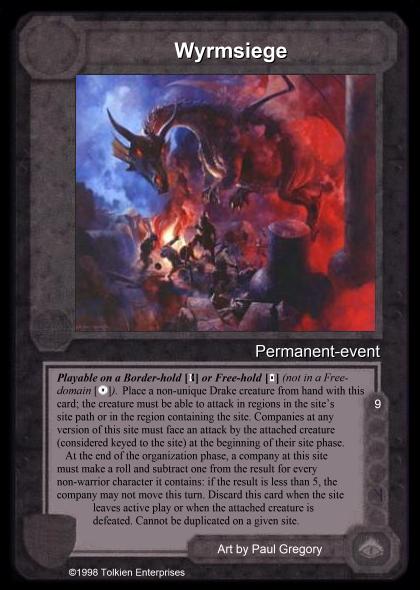 Wyrmsiege
Permanent-event
Playable on a Border-hold [] or Free-hold [] (not in a Free-
domain []). Place a non-unique Drake creature from hand with this
card; the creature must be able to attack in regions in the site's
site path or in the region containing the site. Companies at any
version of this site must face an attack by the attached creature
(considered keyed to the site) at the beginning of their site phase.
At the end of the organization phase, a company at this site
must make a roll and subtract one from the result for every
non-warrior character it contains: if the result is less than 5, the
company may not move this turn. Discard this card when the site
leaves active play or when the attached creature is
defeated. Cannot be duplicated on a given site.
9
Art by Paul Gregory
©1998 Tolkien Enterprises